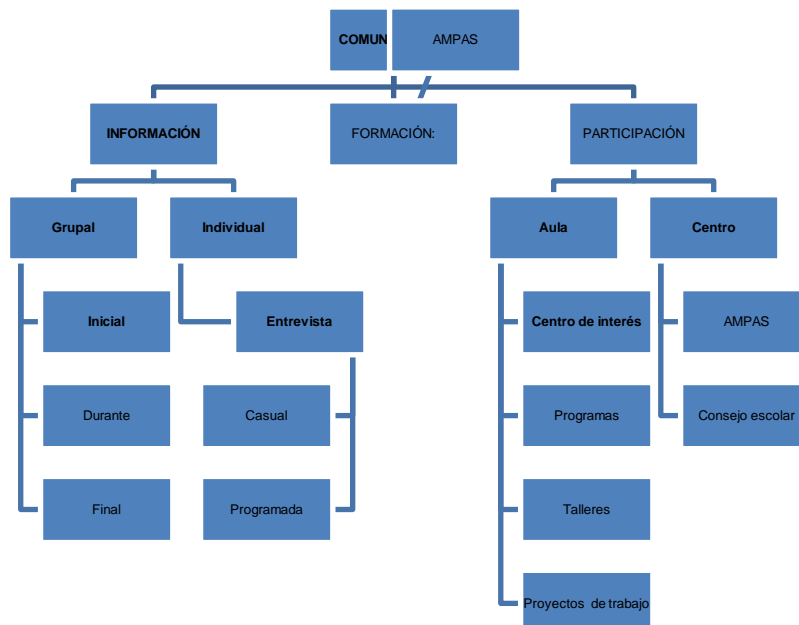 COMUN AMPAS
INFORMACIÓN FORMACIÓN: PARTICIPACIÓN
Grupal Individual Aula Centro
Inicial Entrevista Centro de interés AMPAS
Durante Casual Programas Consejo escolar
Final Programada Talleres
Proyectos de trabajo